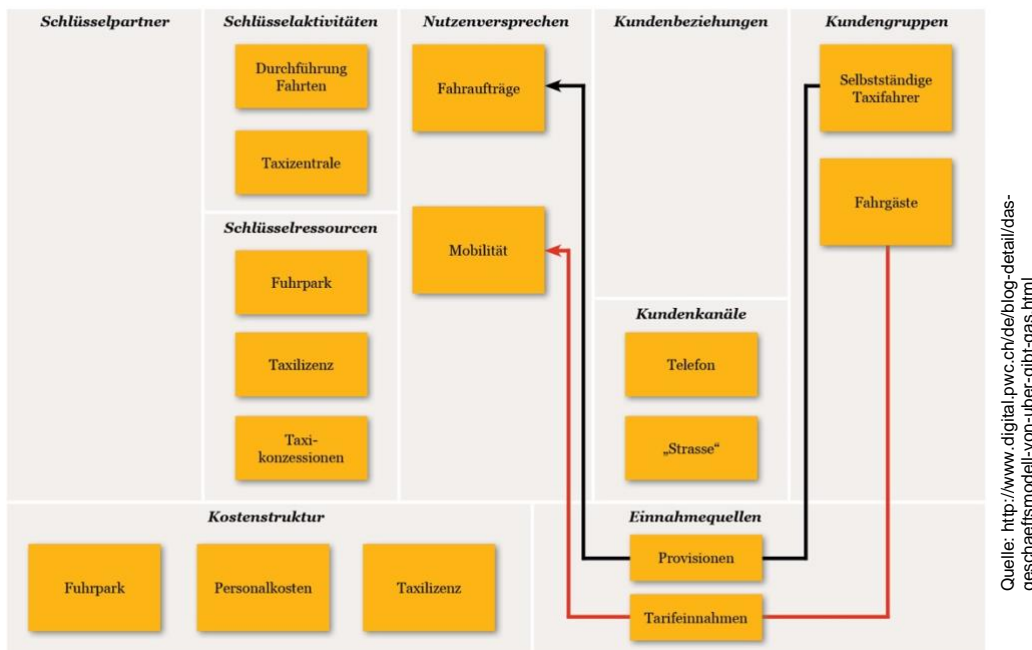 Schlüsselpartner
Schlüsselaktivitäten
Durchführung
Fahrten
Taxizentrale
Schlüsselressourcen
Fuhrpark
Taxilizenz
Taxi-
konzessionen
Nutzenversprechen
Fahraufträge
Mobilität
Kundenbeziehungen
Kundenkanäle
Telefon
„Strasse“
Kundengruppen
Selbstständige
Taxifahrer
Fahrgäste
Kostenstruktur
Fuhrpark
Personalkosten
Taxilizenz
Einnahmequellen
Provisionen
Tarifeinnahmen
Quelle: http://www.digital.pwc.ch/de/blog-detail/das-
geschaeftsmodell-von-uber-gibt-gas.html